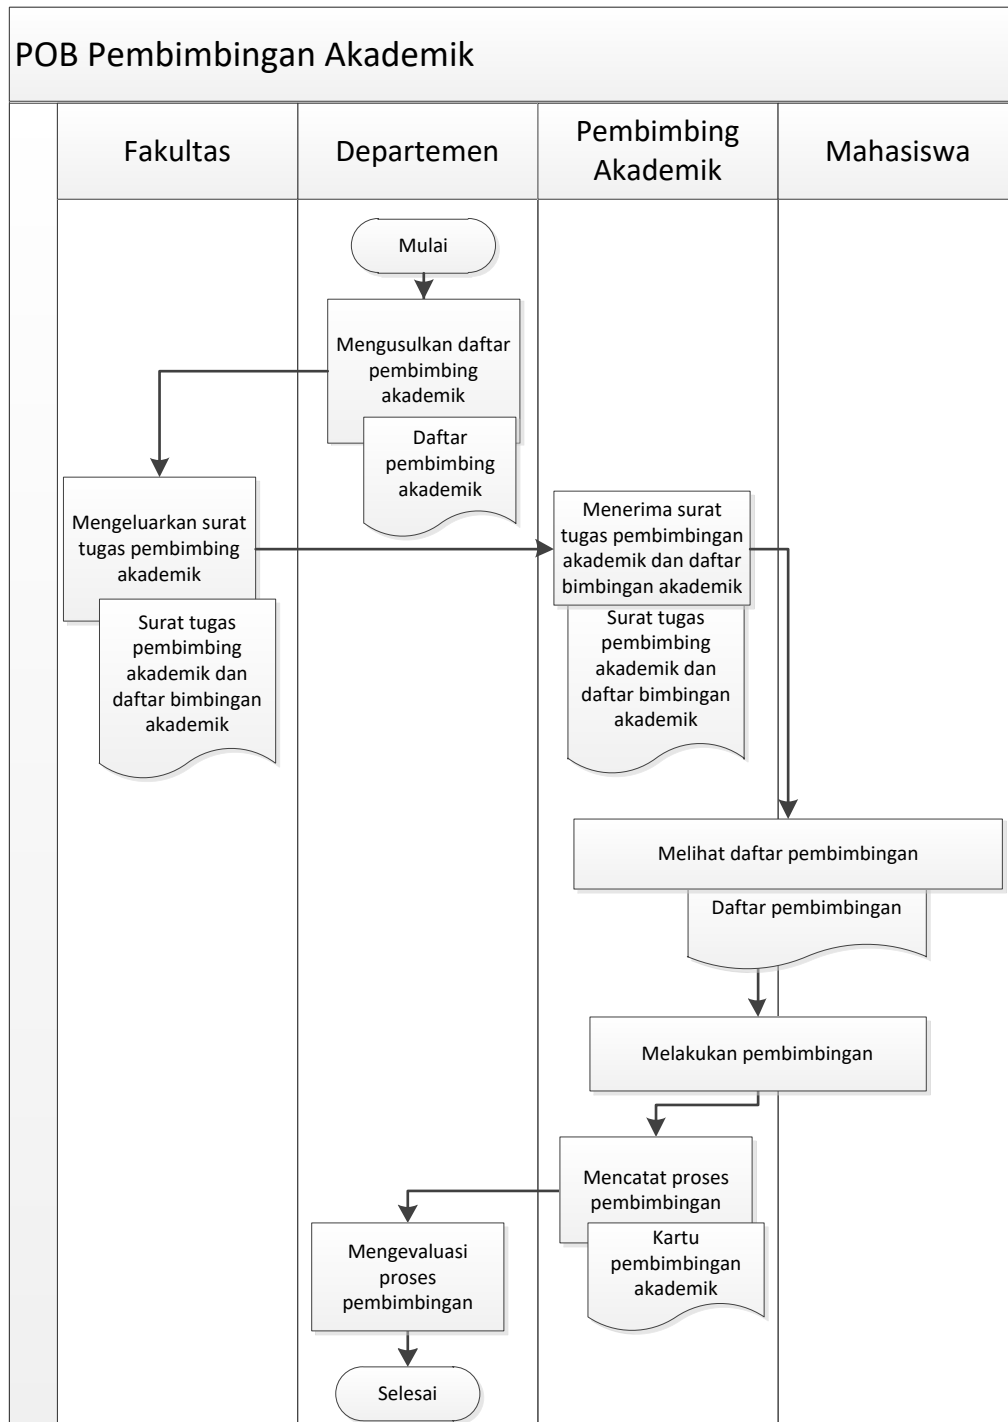 POB Pembimbingan Akademik
Fakultas
Departemen
Pembimbing
Akademik
Mahasiswa
Mulai
Mengusulkan daftar
pembimbing
akademik
Daftar
pembimbing
akademik
Mengeluarkan surat
tugas pembimbing
akademik
Surat tugas
pembimbing
akademik dan
daftar bimbingan
akademik
Menerima surat
tugas pembimbingan
akademik dan daftar
bimbingan akademik
Surat tugas
pembimbing
akademik dan
daftar bimbingan
akademik
Melihat daftar pembimbingan
Daftar pembimbingan
Melakukan pembimbingan
Mencatat proses
pembimbingan
Kartu
pembimbingan
akademik
Mengevaluasi
proses
pembimbingan
Selesai